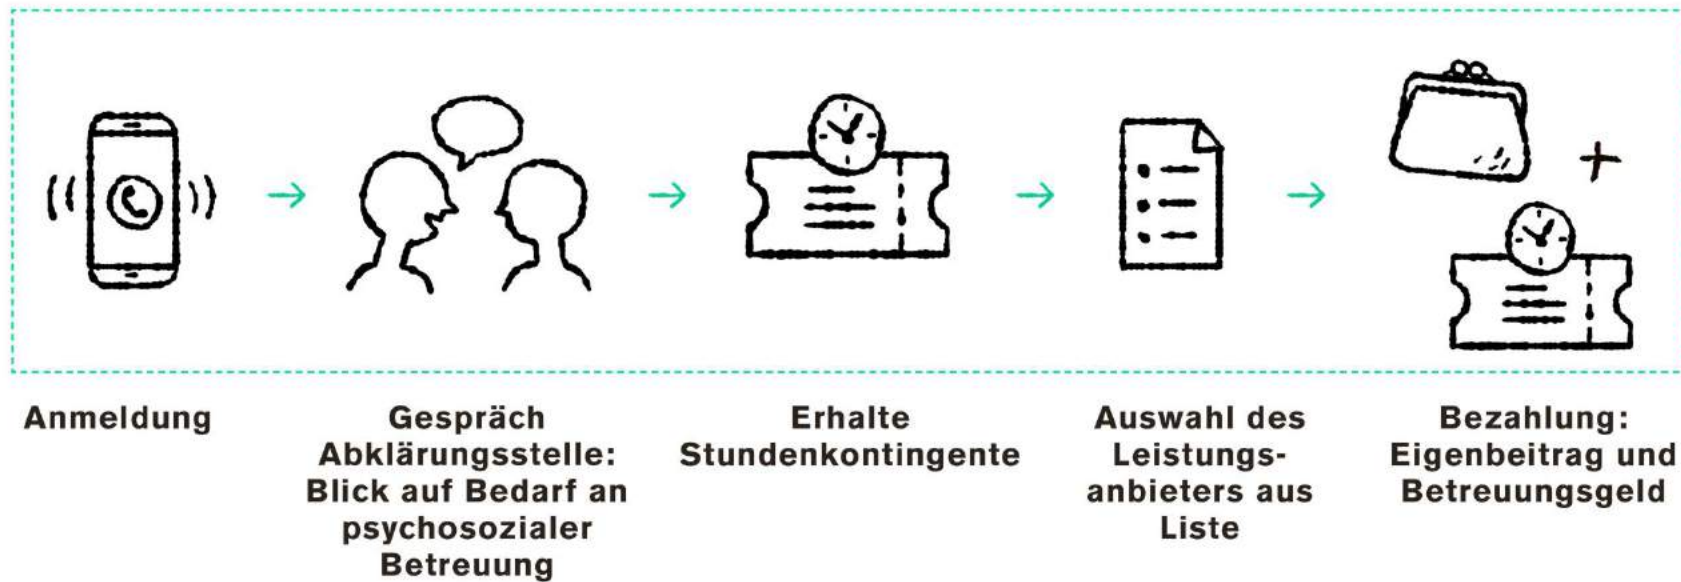 Anmeldung
Gespräch
Abklärungsstelle:
Blick auf Bedarf an
psychosozialer
Betreuung
Erhalte
Stundenkontingente
Auswahl des
Leistungs-
anbieters aus
Liste
Bezahlung:
Eigenbeitrag und
Betreuungsgeld